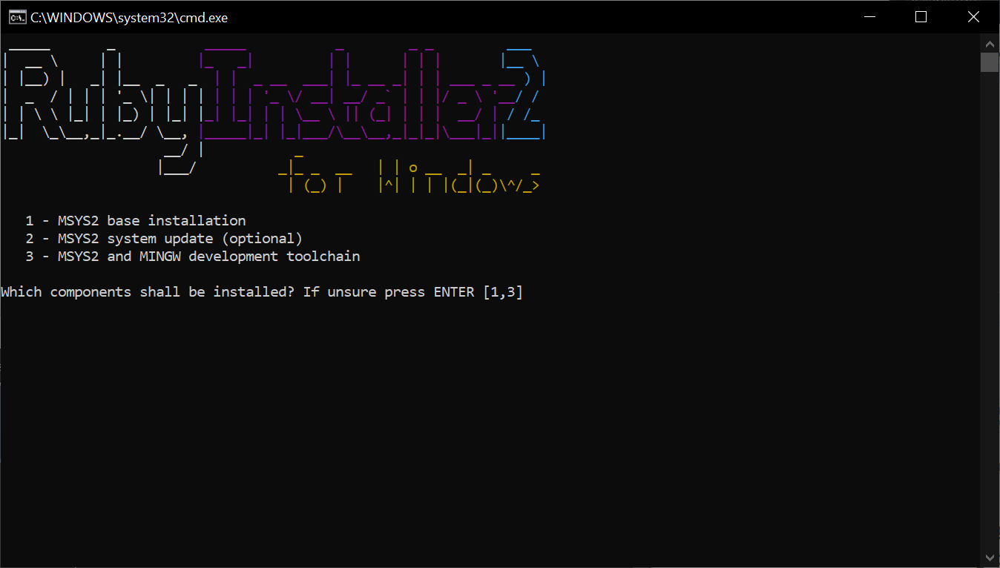 C:\WINDOWS\system32\cmd.exe
RubyInstaller2
for Windows
1 - MSYS2 base installation
2 - MSYS2 system update (optional)
3 - MSYS2 and MINGW development toolchain
Which components shall be installed? If unsure press ENTER [1,3]